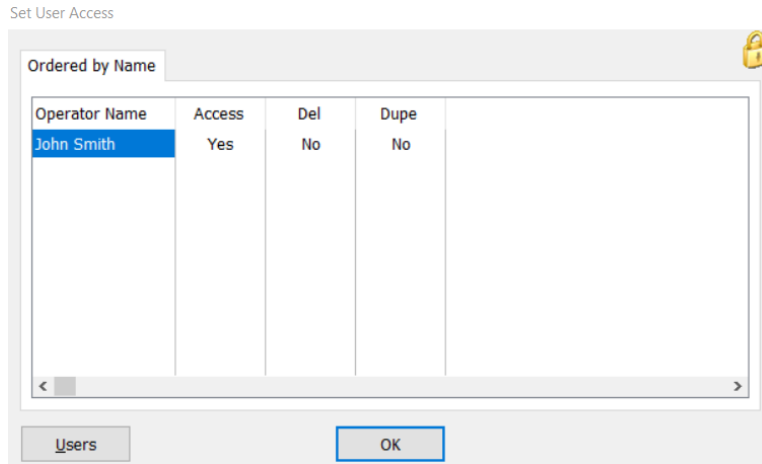 Set User Access
Ordered by Name
Operator Name Access Del Dupe
John Smith Yes No No
Users OK